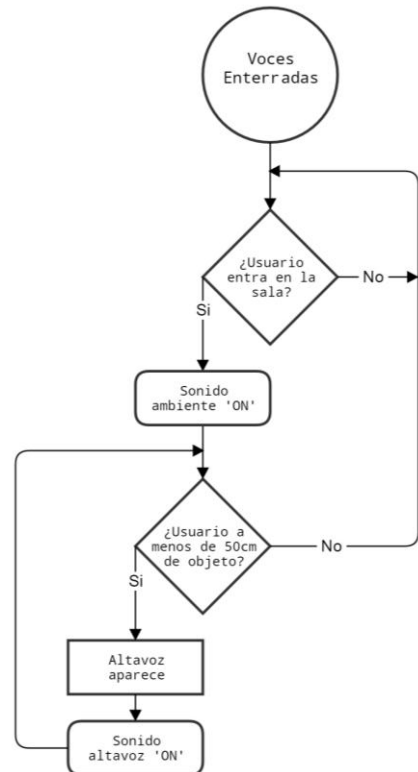 Voces
Enterradas
¿Usuario
entra en la
sala?
No
Si
Sonido
ambiente 'ON'
¿Usuario a
menos de 50cm
de objeto?
No
Si
Altavoz
aparece
Sonido
altavoz 'ON'